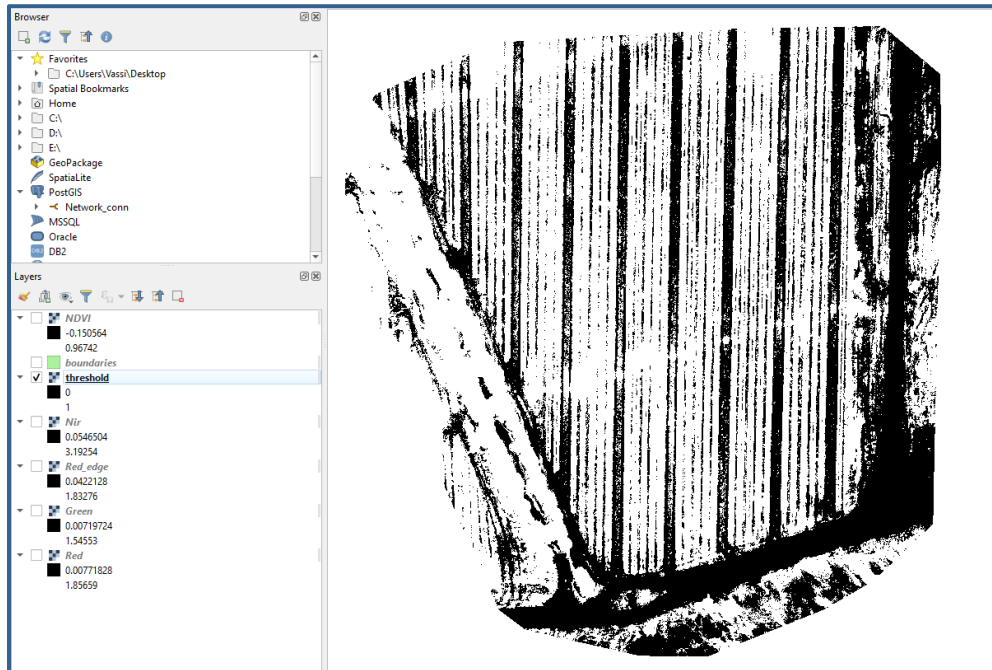 Browser
Favorites
C:\Users\Vassi\Desktop
Spatial Bookmarks
Home
C:\
D:\
E:\
GeoPackage
SpatiaLite
PostGIS
Network_conn
MSSQL
Oracle
DB2
Layers
NDVI
-0.150564
0.96742
boundaries
threshold
0
1
Nir
0.0546504
3.19254
Red_edge
0.0422128
1.83276
Green
0.00719724
1.54553
Red
0.00771828
1.85659